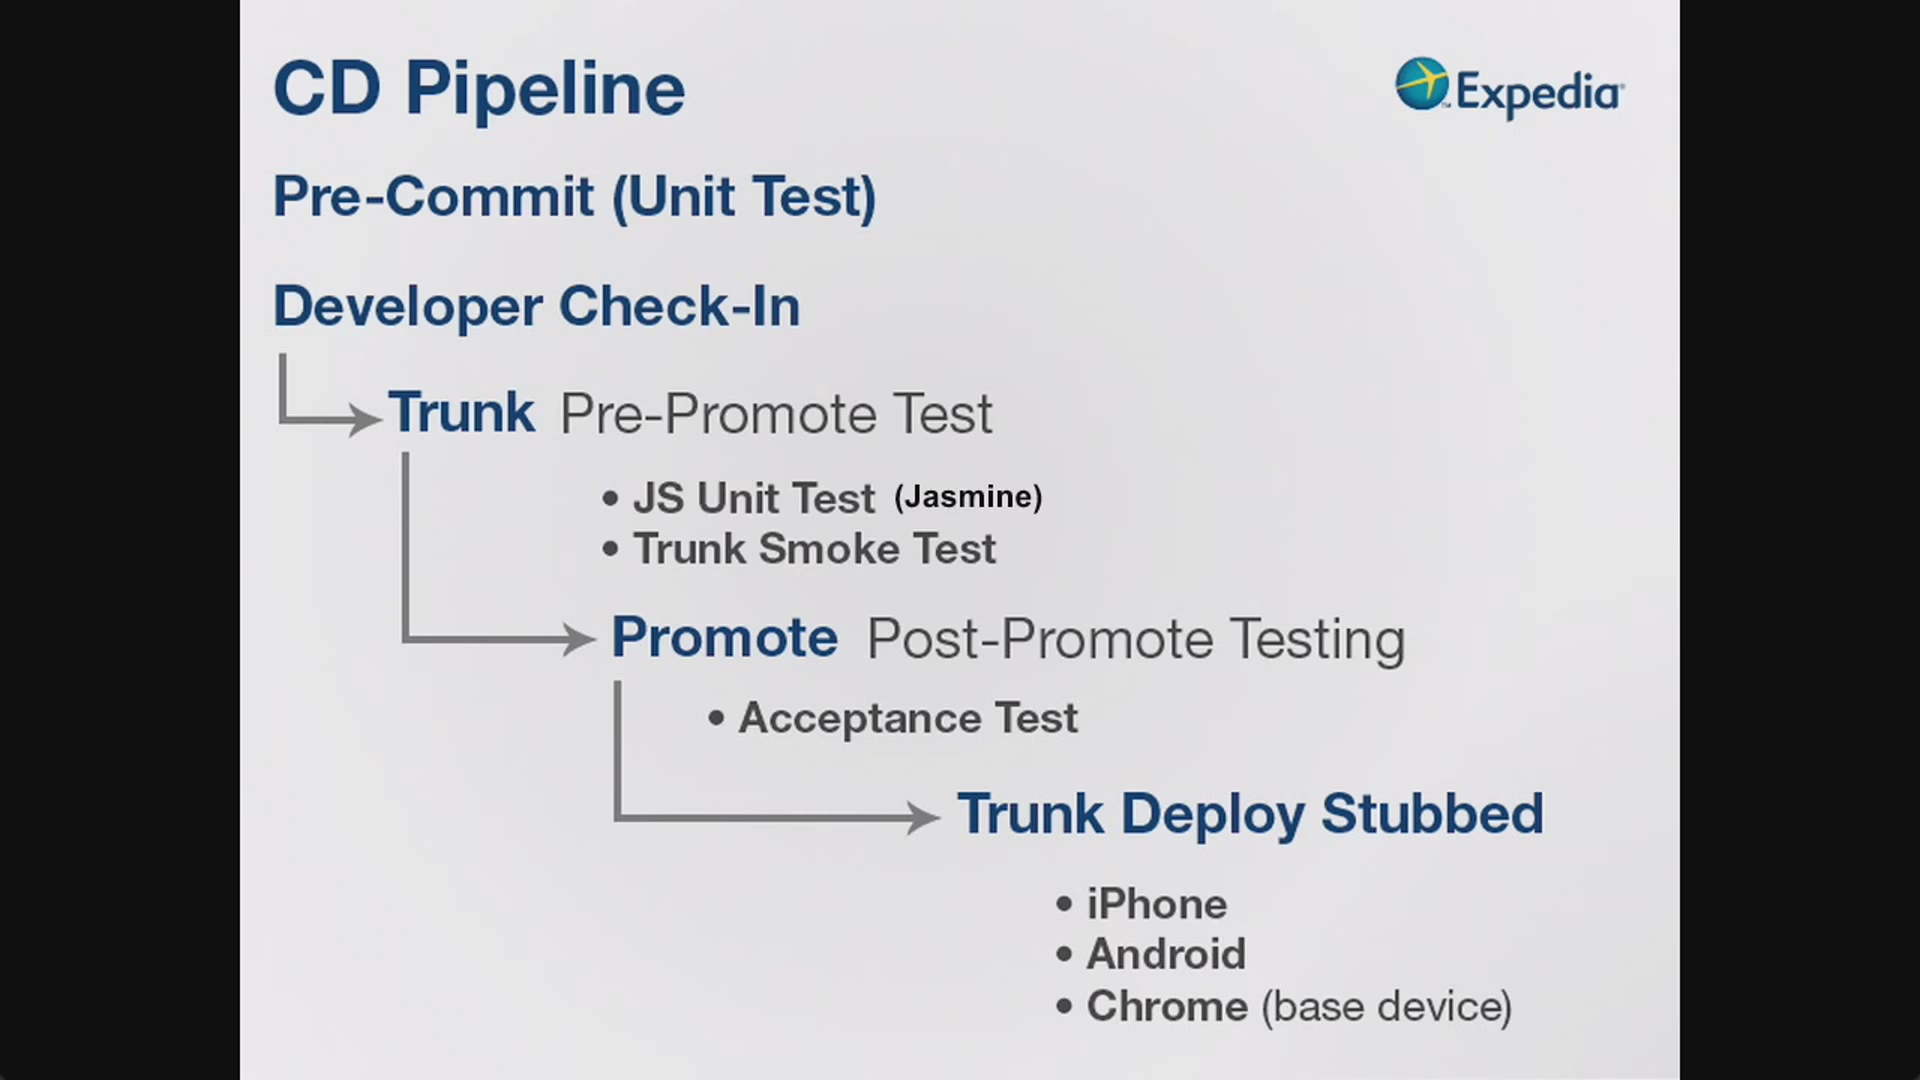 CD Pipeline
Expedia
Pre-Commit (Unit Test)
Developer Check-In
Trunk Pre-Promote Test
• JS Unit Test (Jasmine)
• Trunk Smoke Test
Promote Post-Promote Testing
• Acceptance Test
Trunk Deploy Stubbed
• iPhone
• Android
• Chrome (base device)